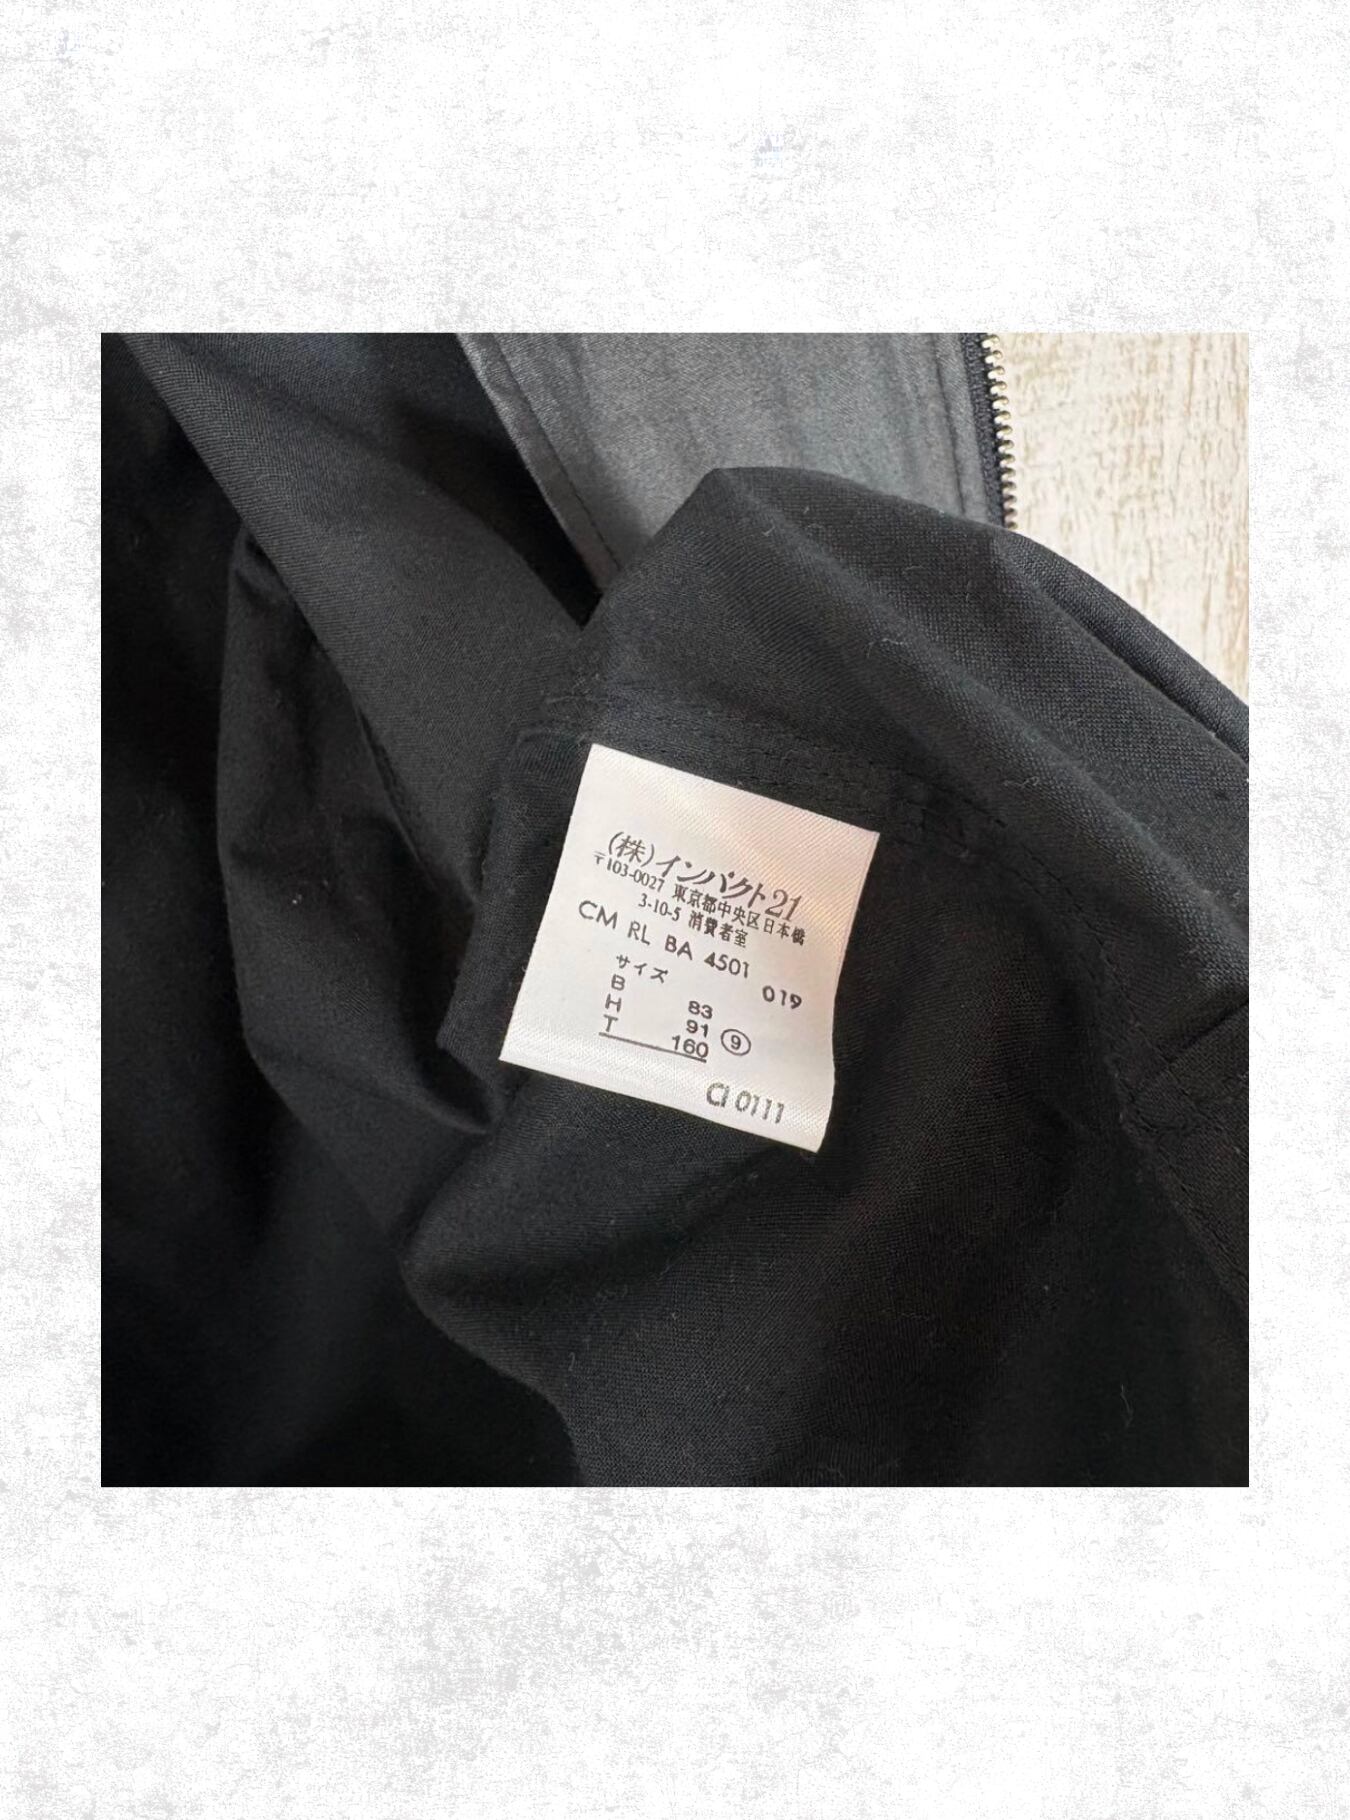 (株)インパクト21
〒103-0027 東京都中央区日本橋
3-10-5 消費者室
CM RL BA 4501 019
サイズ
B 83
H 91 ⑨
T 160
CI 0111